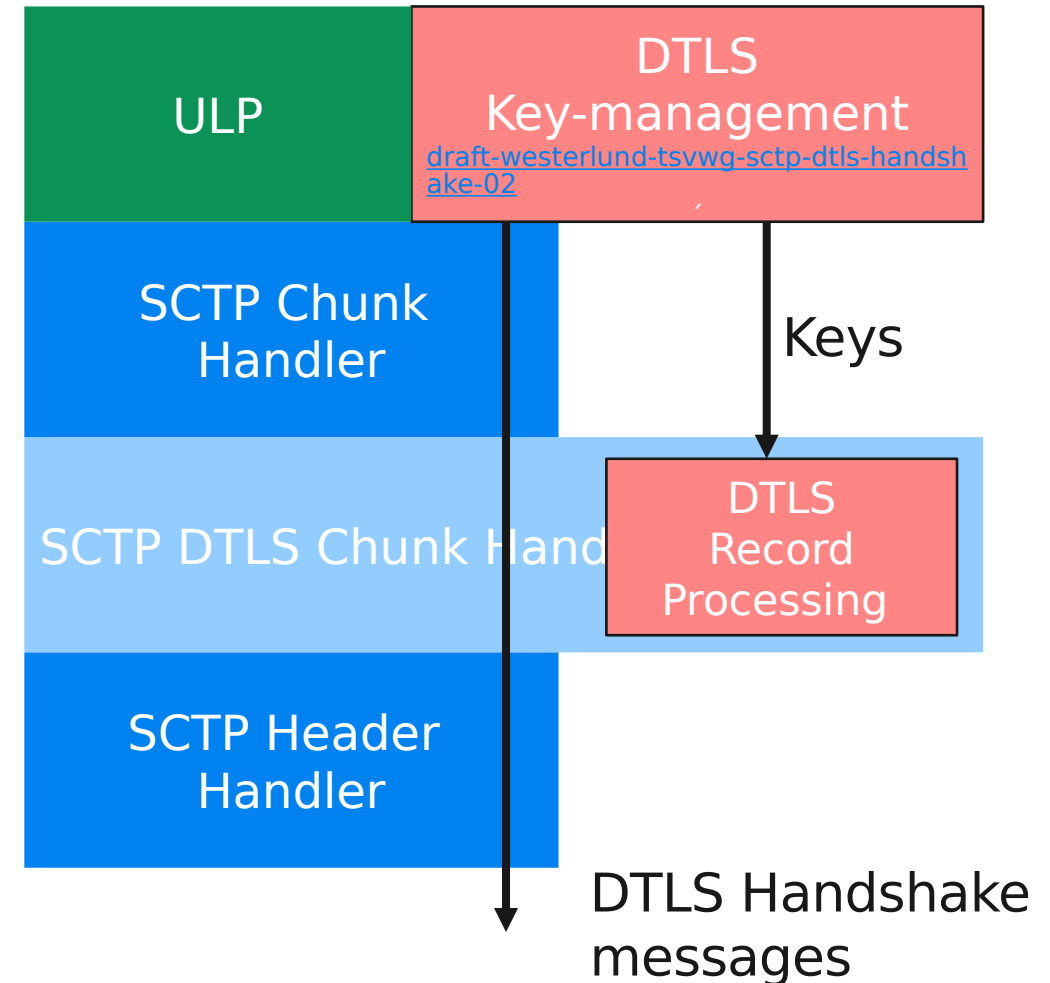 ULP
DTLS
Key-management
draft-westerlund-tsvwg-sctp-dtls-handsh
ake-02
´
SCTP Chunk
Handler
Keys
SCTP DTLS Chunk Hand
DTLS
Record
Processing
SCTP Header
Handler
DTLS Handshake
messages